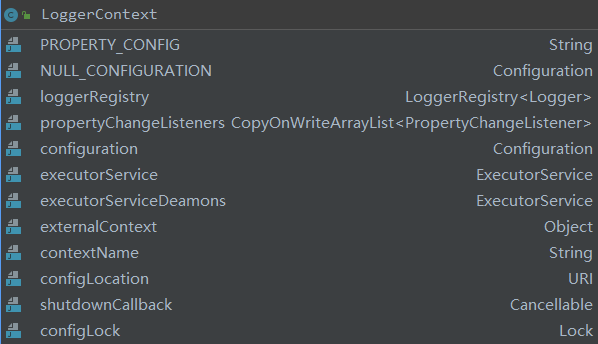 LoggerContext
PROPERTY_CONFIG String
NULL_CONFIGURATION Configuration
loggerRegistry LoggerRegistry<Logger>
propertyChangeListeners CopyOnWriteArrayList<PropertyChangeListener>
configuration Configuration
executorService ExecutorService
executorServiceDeamons ExecutorService
externalContext Object
contextName String
configLocation URI
shutdownCallback Cancellable
configLock Lock